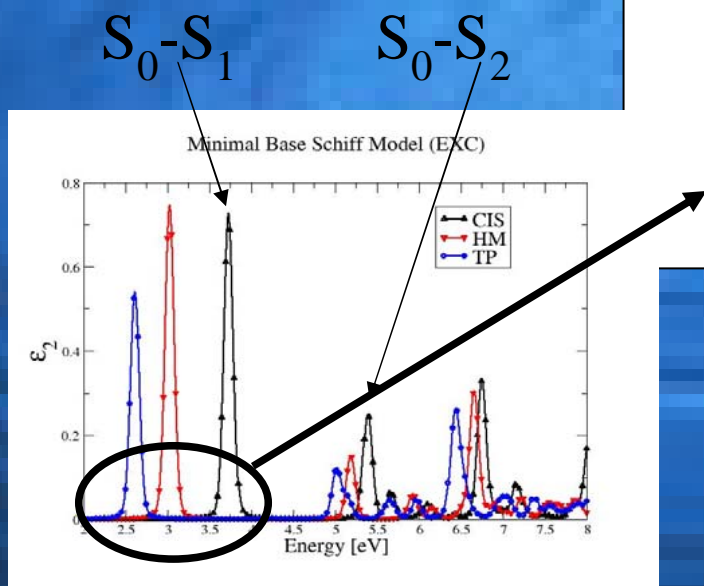 S₀-S₁ S₀-S₂
Minimal Base Schiff Model (EXC)
0.8
0.6
0.4
0.2
0
ε₂
CIS
HM
TP
3 3.5 4.5 5 5.5 6 6.5 7 7.5 8
Energy [eV]